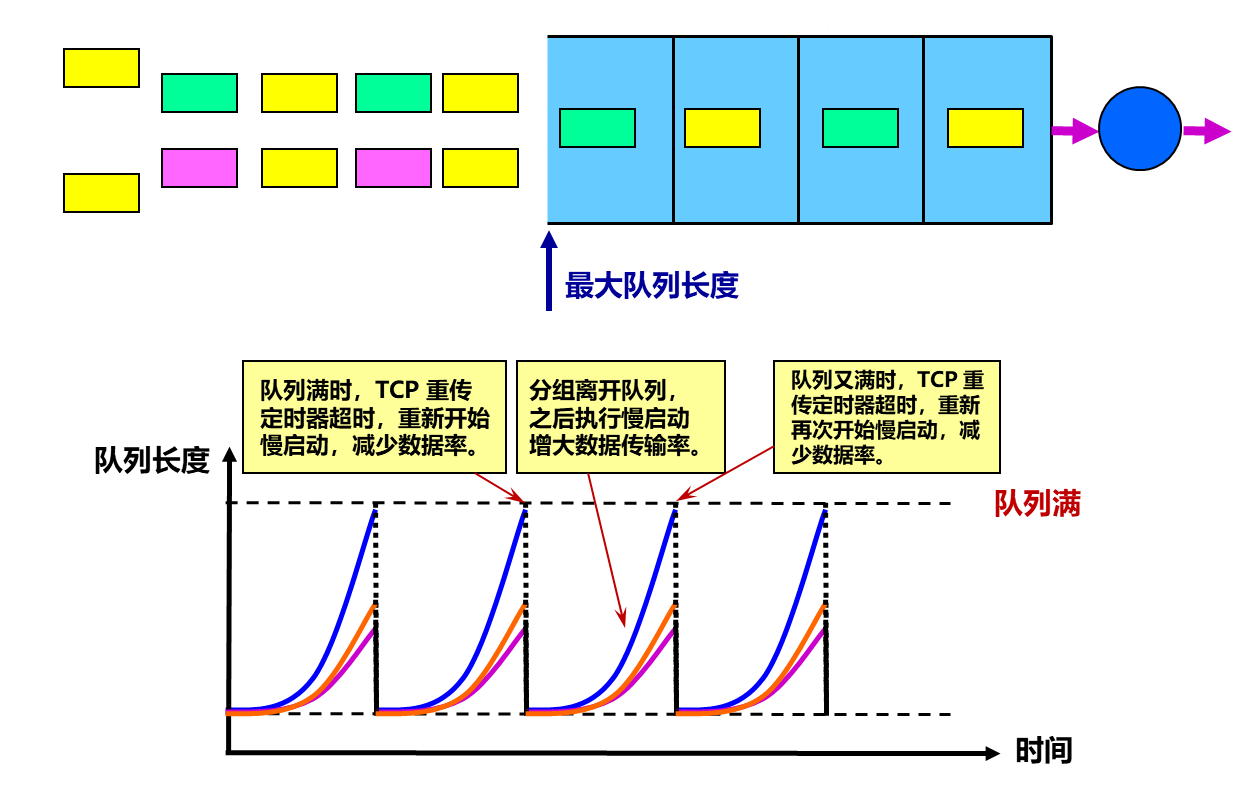 最大队列长度
队列满时，TCP 重传
定时器超时，重新开始
慢启动，减少数据率。
分组离开队列，
之后执行慢启动
增大数据传输率。
队列又满时，TCP 重
传定时器超时，重新
再次开始慢启动，减
少数据率。
队列长度
队列满
时间